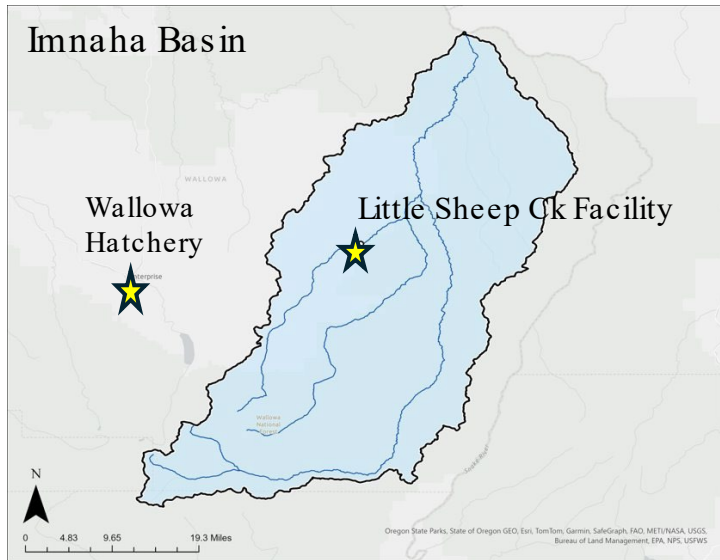 Imnaha Basin
WALLOWA
Wallowa
Hatchery
Little Sheep Ck Facility
Enterprise
Wallowa
National
Forest
Snake River
N
0 4.83 9.65 19.3 Miles
Oregon State Parks, State of Oregon GEO, Esri, TomTom, Garmin, SafeGraph, FAO, METI/NASA, USGS,
Bureau of Land Management, EPA, NPS, USFWS